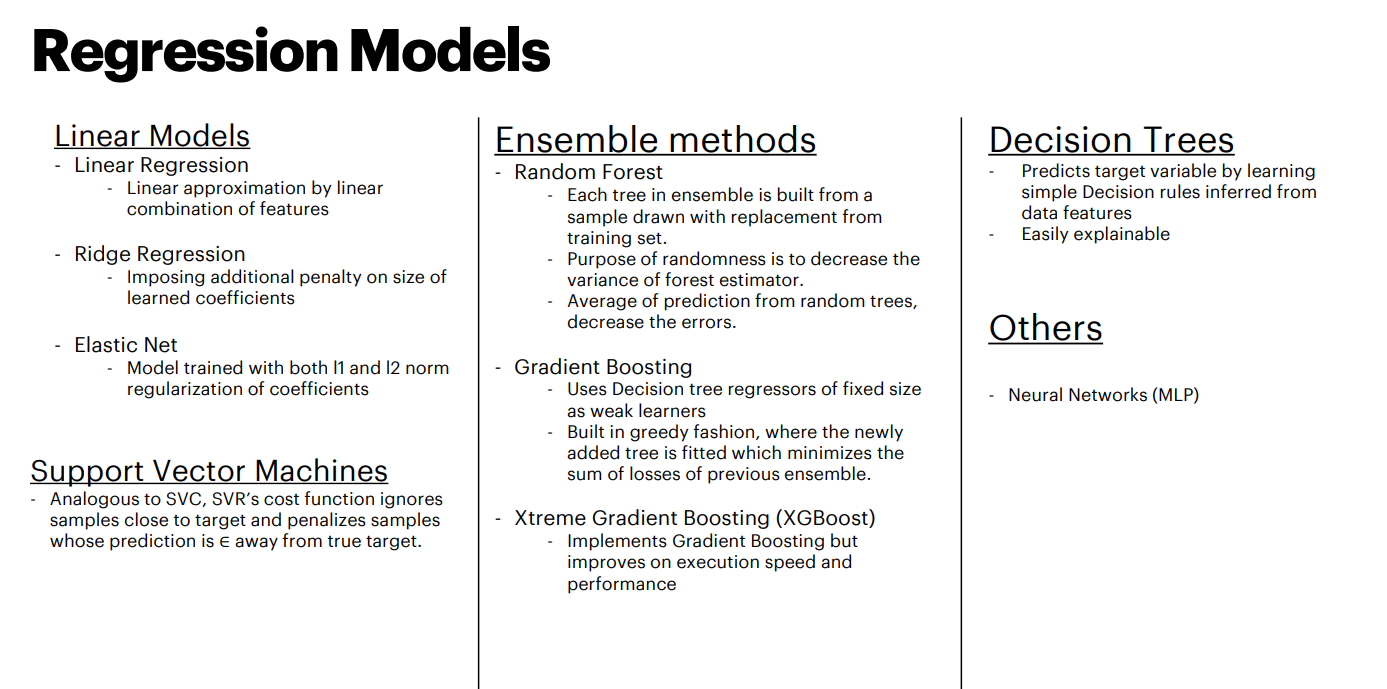 Regression Models
Linear Models
- Linear Regression
- Linear approximation by linear
combination of features
- Ridge Regression
- Imposing additional penalty on size of
learned coefficients
- Elastic Net
- Model trained with both l1 and l2 norm
regularization of coefficients
Support Vector Machines
- Analogous to SVC, SVR's cost function ignores
samples close to target and penalizes samples
whose prediction is ∈ away from true target.
Ensemble methods
- Random Forest
- Each tree in ensemble is built from a
sample drawn with replacement from
training set.
- Purpose of randomness is to decrease the
variance of forest estimator.
- Average of prediction from random trees,
decrease the errors.
- Gradient Boosting
- Uses Decision tree regressors of fixed size
as weak learners
- Built in greedy fashion, where the newly
added tree is fitted which minimizes the
sum of losses of previous ensemble.
- Xtreme Gradient Boosting (XGBoost)
- Implements Gradient Boosting but
improves on execution speed and
performance
Decision Trees
- Predicts target variable by learning
simple Decision rules inferred from
data features
- Easily explainable
Others
- Neural Networks (MLP)